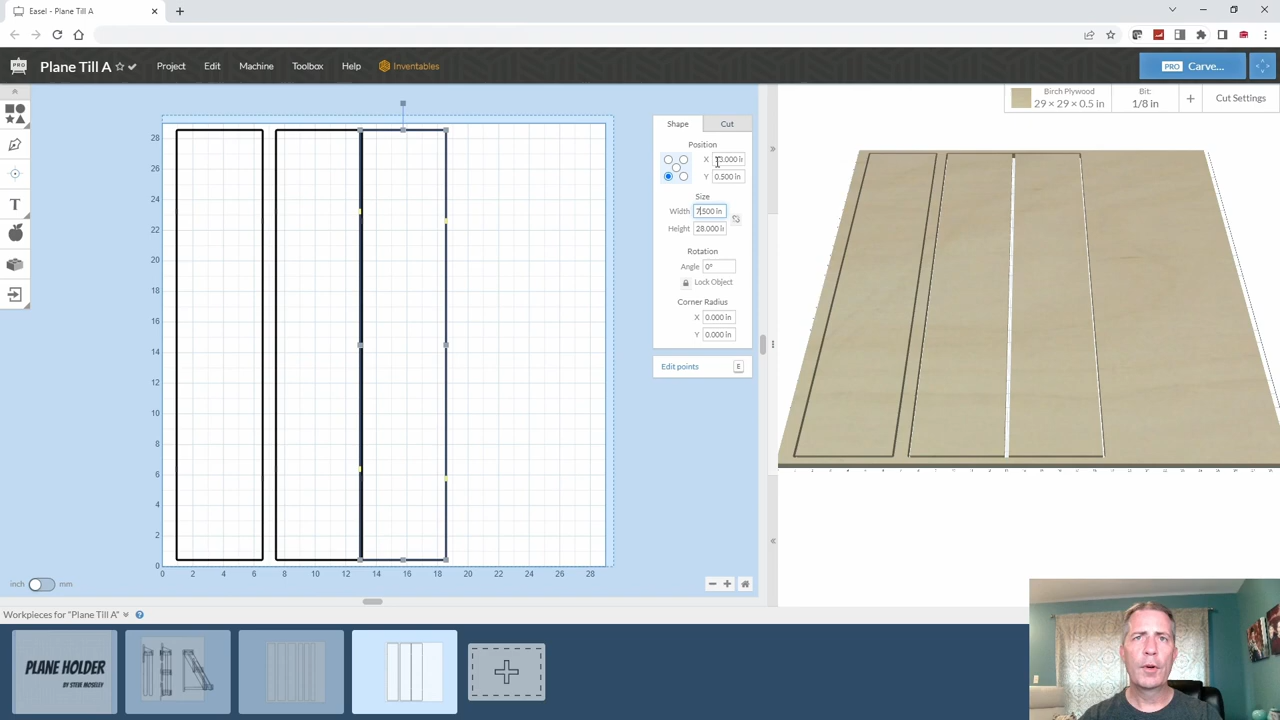 Easel - Plane Till A
PRO
Plane Till A
Project
Edit
Machine
Toolbox
Help
Inventables
PRO Carve...
Birch Plywood
29 × 29 × 0.5 in
Bit:
1/8 in
Cut Settings
Shape
Cut
Position
X
Y 0.500 in
Size
Width 7.500 in
Height 28.000 i
Rotation
Angle 0°
Lock Object
Corner Radius
X 0.000 in
Y 0.000 in
Edit points E
28
26
24
22
20
18
16
14
12
10
8
6
4
2
0
0 2 4 6 8 10 12 14 16 18 20 22 24 26 28
inch mm
Workpieces for "Plane Till A"
PLANE HOLDER
BY STEVE MOSELEY